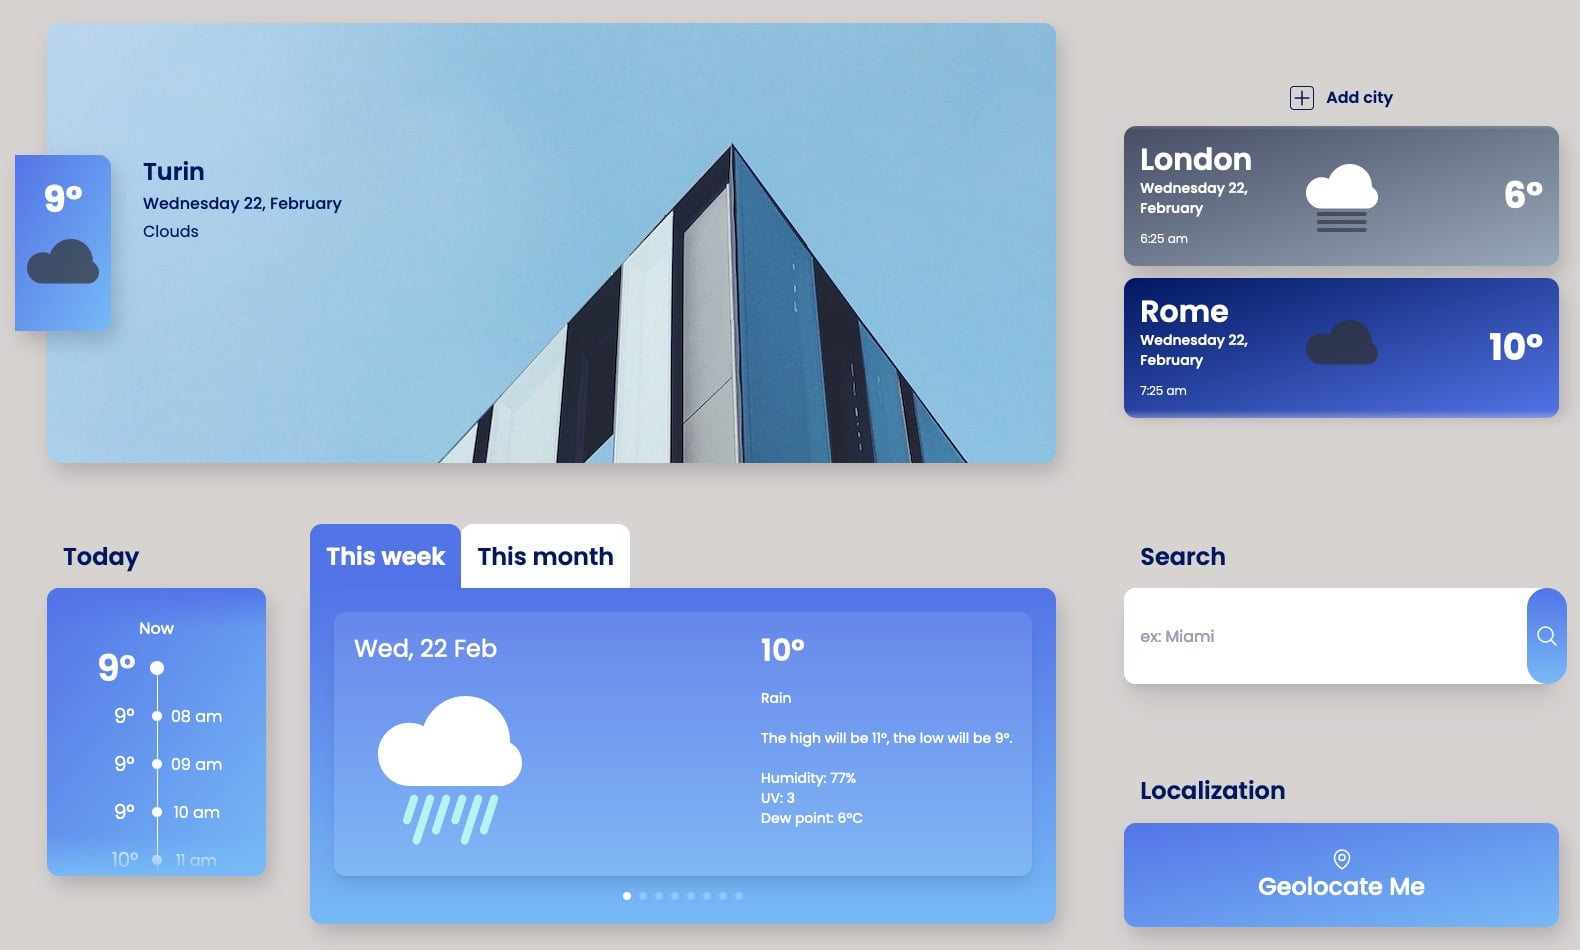 9°
Turin
Wednesday 22, February
Clouds
Add city
London
Wednesday 22,
February
6:25 am
6°
Rome
Wednesday 22,
February
7:25 am
10°
Today
Now
9°
9° 08 am
9° 09 am
9° 10 am
10° 11 am
This week
This month
Wed, 22 Feb
10°
Rain
The high will be 11°, the low will be 9°.
Humidity: 77%
UV: 3
Dew point: 6°C
Search
ex: Miami
Localization
Geolocate Me